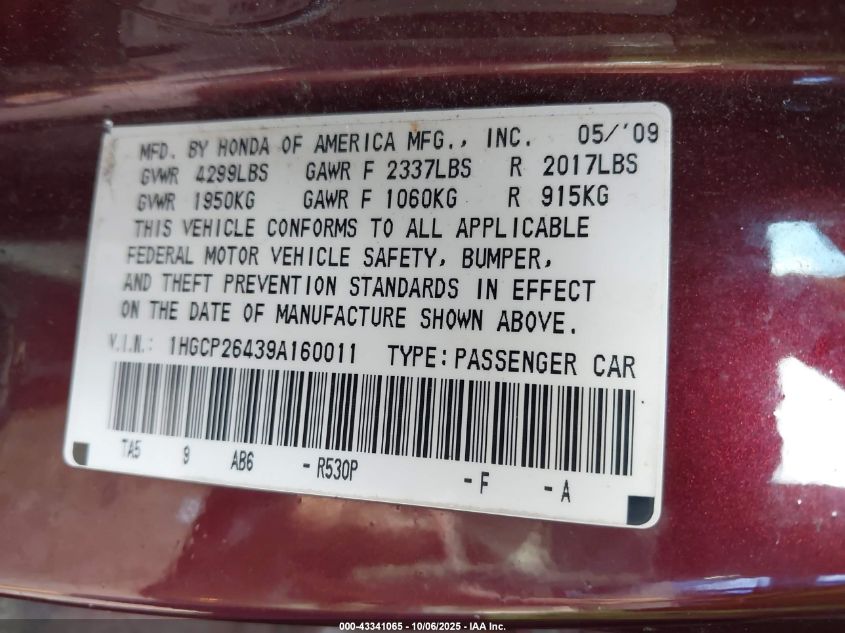 MFD. BY HONDA OF AMERICA MFG., INC. 05/'09
GVWR 4299LBS GAWR F 2337LBS R 2017LBS
GVWR 1950KG GAWR F 1060KG R 915KG
THIS VEHICLE CONFORMS TO ALL APPLICABLE
FEDERAL MOTOR VEHICLE SAFETY, BUMPER,
AND THEFT PREVENTION STANDARDS IN EFFECT
ON THE DATE OF MANUFACTURE SHOWN ABOVE.
V.I.N.: 1HGCP26439A160011 TYPE: PASSENGER CAR
TA5 9 AB6 - R530P - F - A
000-43341065 - 10/06/2025 - IAA Inc.